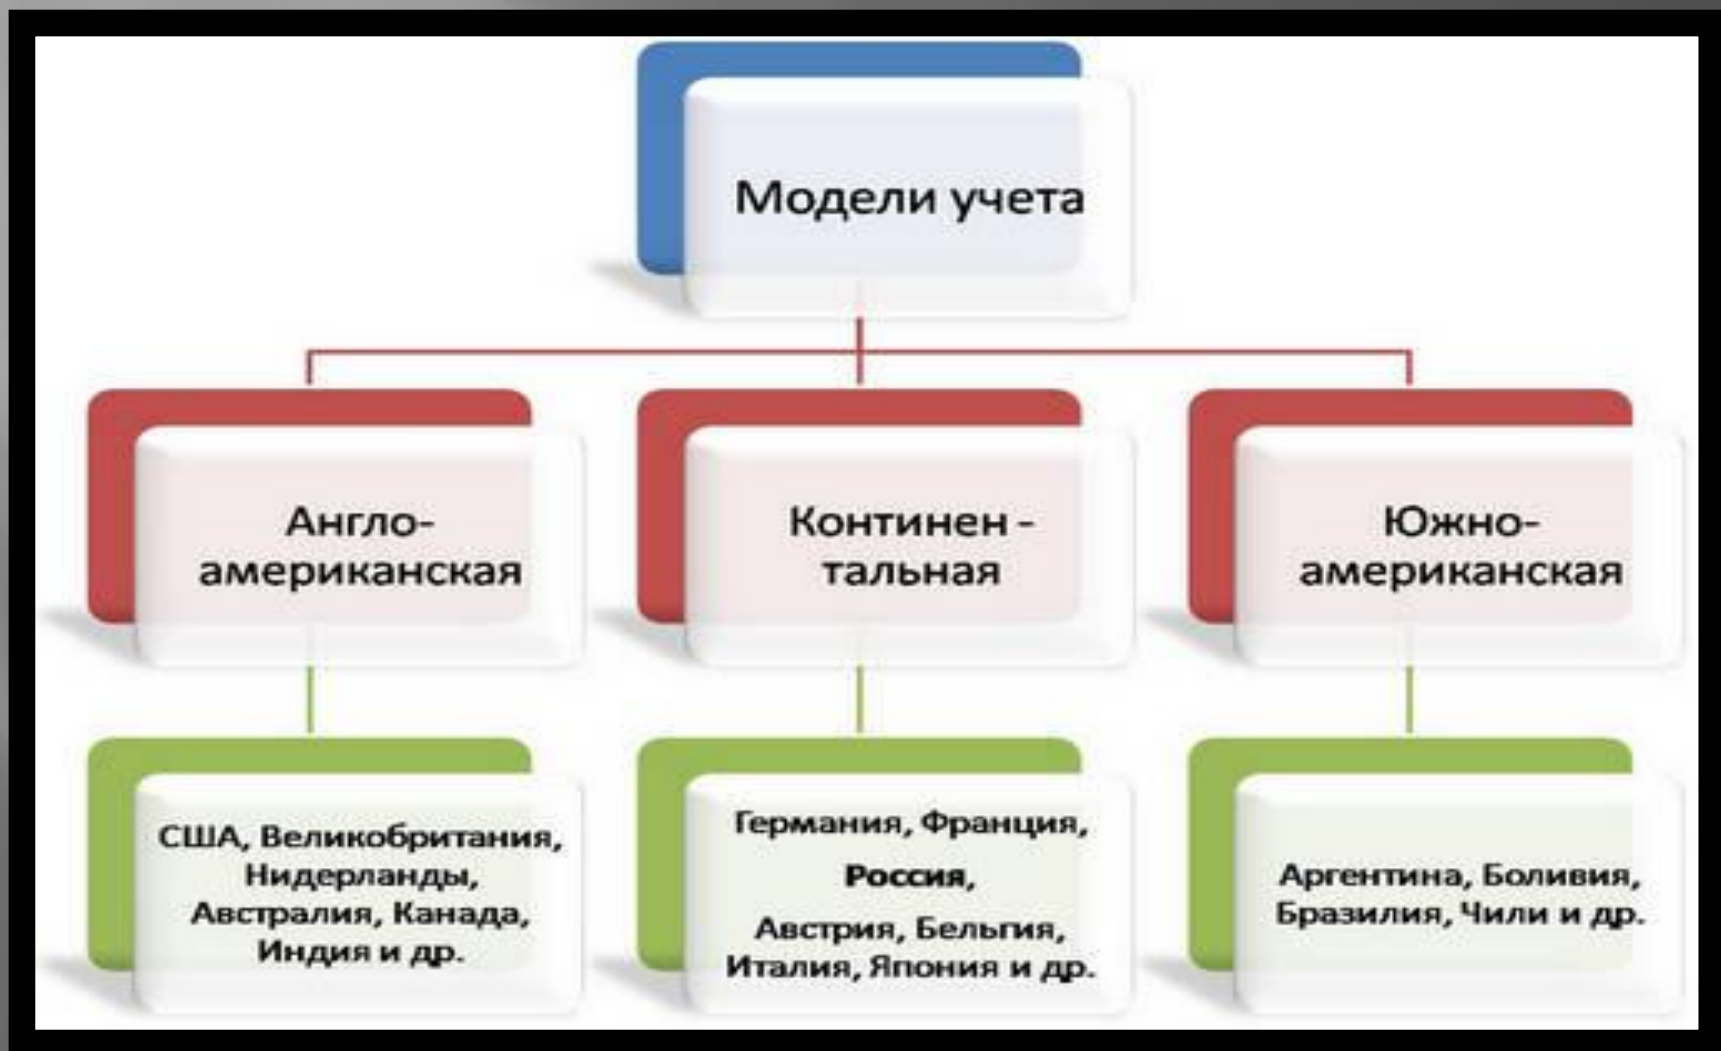 Модели учета
Англо-
американская
Континен -
тальная
Южно-
американская
США, Великобритания,
Нидерланды,
Австралия, Канада,
Индия и др.
Германия, Франция,
Россия,
Австрия, Бельгия,
Италия, Япония и др.
Аргентина, Боливия,
Бразилия, Чили и др.